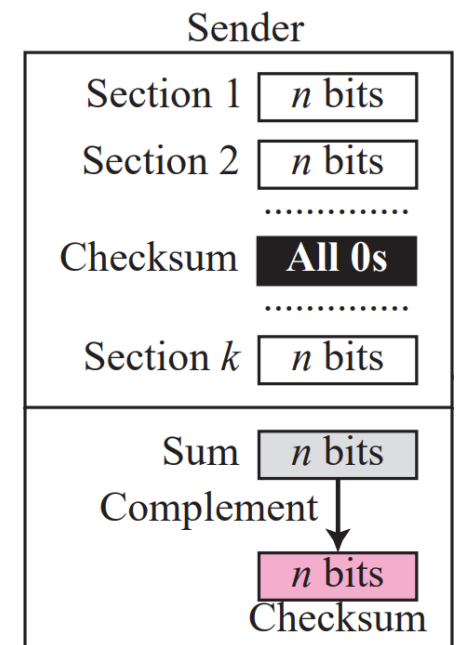 Sender
Section 1 n bits
Section 2 n bits
..............
Checksum All 0s
..............
Section k n bits
Sum n bits
Complement
n bits
Checksum